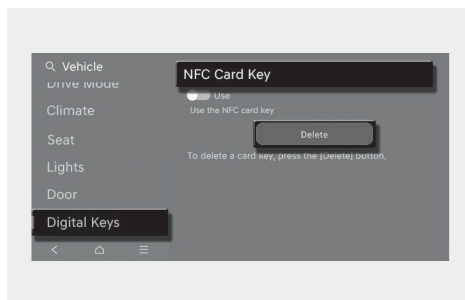 Vehicle
Drive Mode
Climate
Seat
Lights
Door
Digital Keys
NFC Card Key
Use
Use the NFC card key
Delete
To delete a card key, press the [Delete] button.